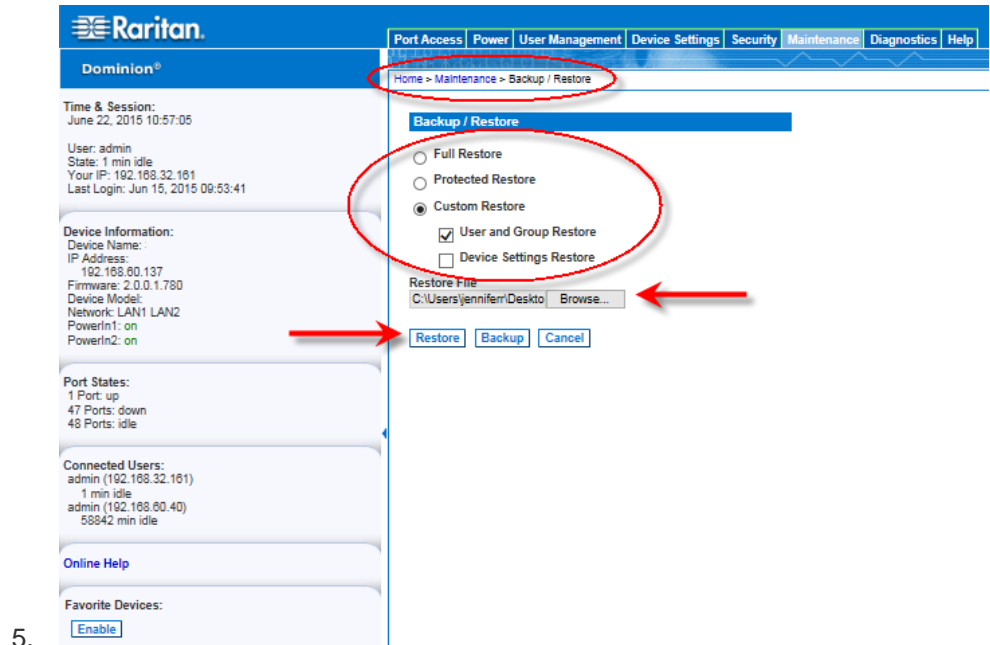 Raritan.
Port Access Power User Management Device Settings Security Maintenance Diagnostics Help
Dominion®
Home > Maintenance > Backup / Restore
Time & Session:
June 22, 2015 10:57:05
User: admin
State: 1 min idle
Your IP: 192.168.32.161
Last Login: Jun 15, 2015 09:53:41
Device Information:
Device Name:
IP Address:
192.168.60.137
Firmware: 2.0.0.1.780
Device Model:
Network: LAN1 LAN2
PowerIn1: on
PowerIn2: on
Port States:
1 Port: up
47 Ports: down
48 Ports: idle
Connected Users:
admin (192.168.32.161)
1 min idle
admin (192.168.60.40)
58842 min idle
Online Help
Favorite Devices:
Enable
Backup / Restore
Full Restore
Protected Restore
Custom Restore
User and Group Restore
Device Settings Restore
Restore File
C:\Users\jenniferr\Deskto Browse...
Restore Backup Cancel
5.